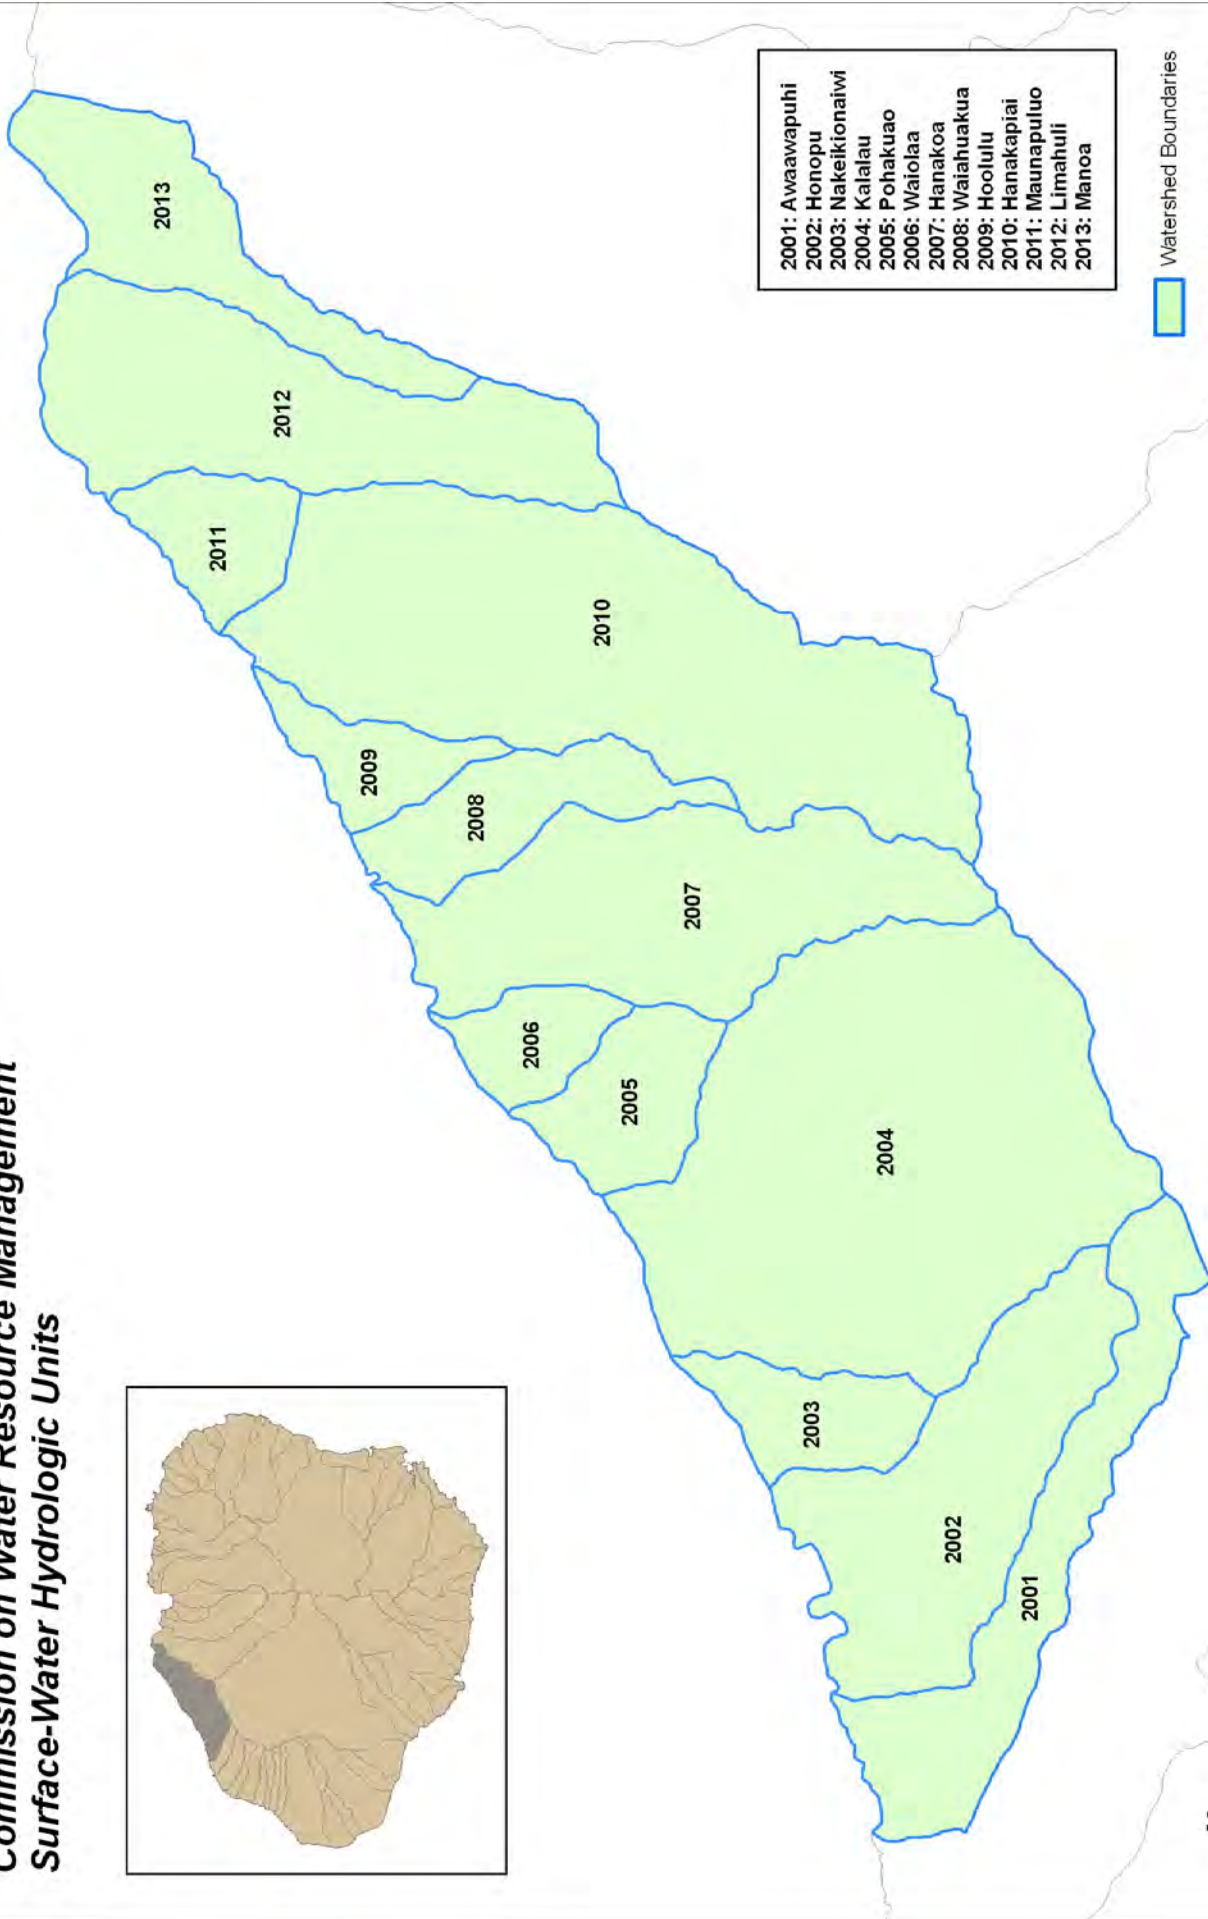 Commission on Water Resource Management
Surface-Water Hydrologic Units
2001
2002
2003
2004
2005
2006
2007
2008
2009
2010
2011
2012
2013
2001: Awaawapuhi
2002: Honopu
2003: Nakeikionaiwi
2004: Kalalau
2005: Pohakuao
2006: Waiolaa
2007: Hanakoa
2008: Waiahuakua
2009: Hoolulu
2010: Hanakapiai
2011: Maunapuluo
2012: Limahuli
2013: Manoa
Watershed Boundaries